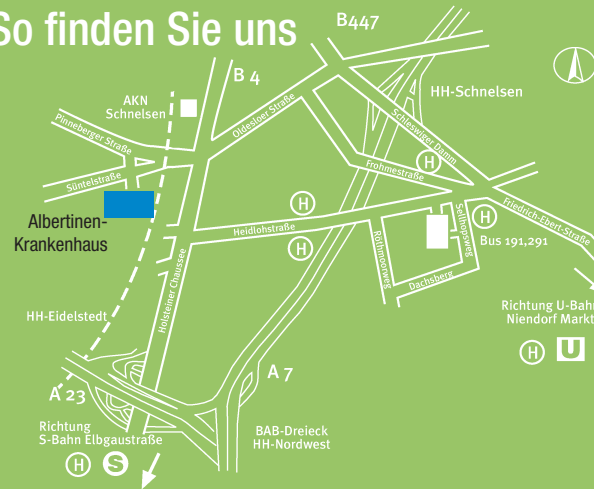 So finden Sie uns
B447
B 4
AKN
Schnelsen
HH-Schnelsen
Pinneberger Straße
Oldesloer Straße
Schleswiger Damm
Süntelstraße
Frohmestraße
H
Albertinen-
Krankenhaus
H
Heidlohstraße
H
Sellhopsweg
H
Friedrich-Ebert-Straße
Bus 191,291
Röthmoorweg
Dachsberg
Holsteiner Chaussee
HH-Eidelstedt
Richtung U-Bahn
Niendorf Markt
H U
A 23
A 7
Richtung
S-Bahn Elbgaustraße
H S
BAB-Dreieck
HH-Nordwest